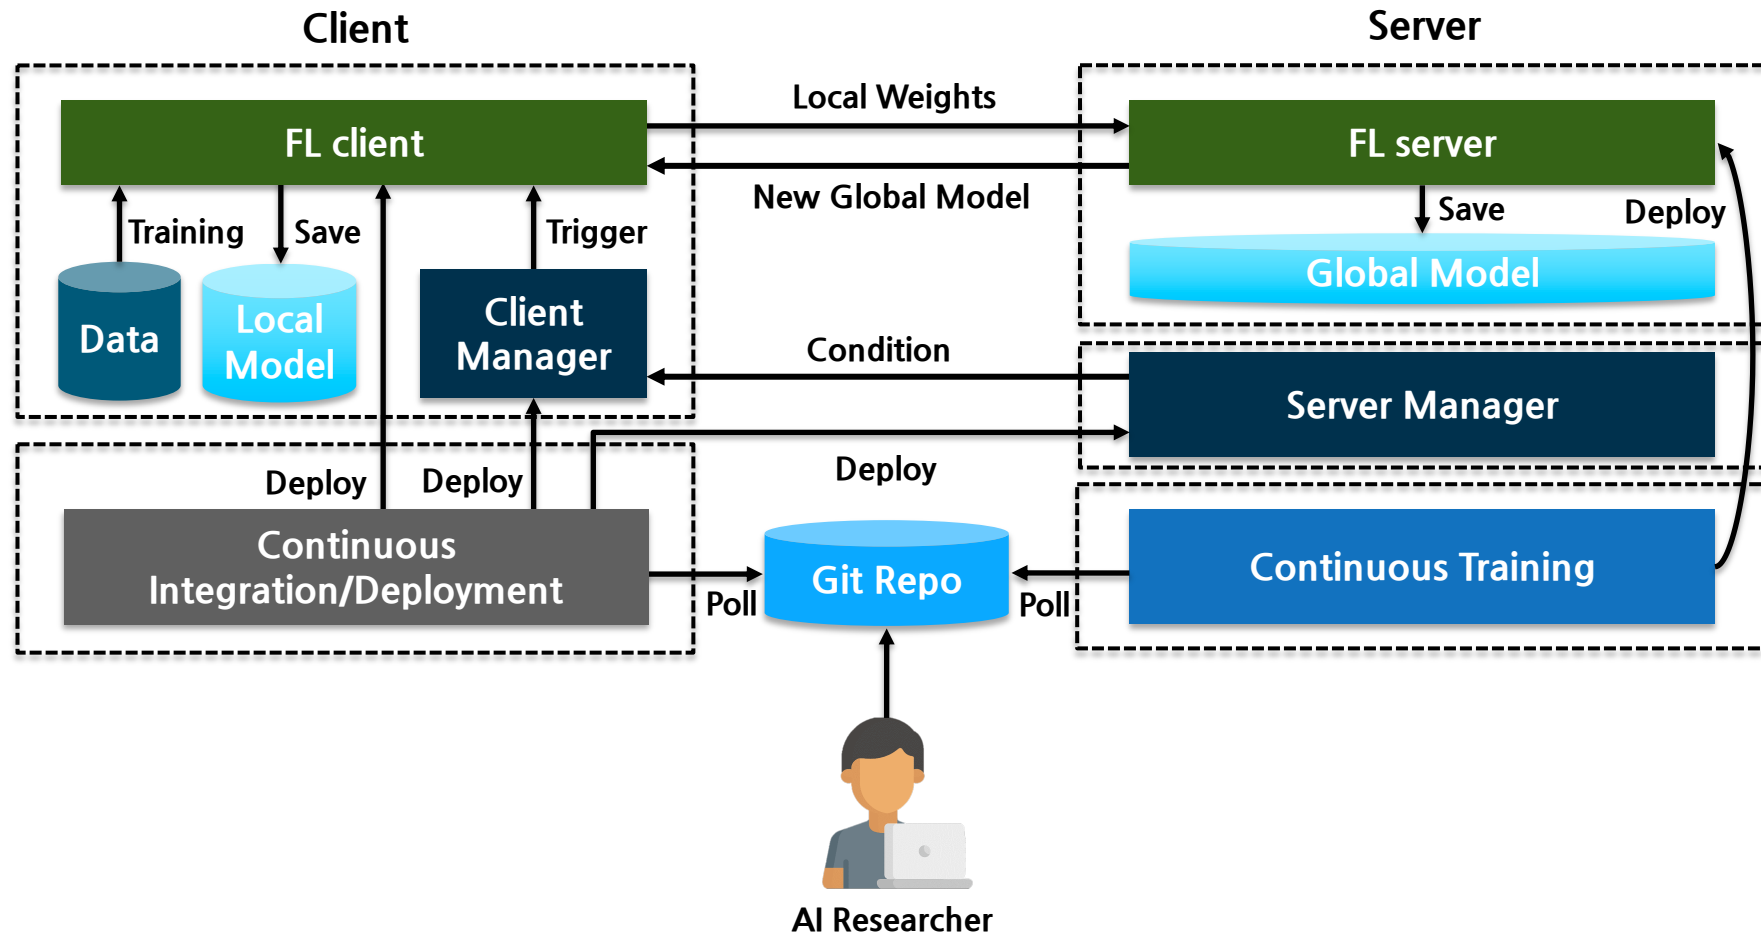 Client
Server
FL client
Local Weights
FL server
New Global Model
Training
Save
Trigger
Save
Deploy
Data
Local
Model
Client
Manager
Global Model
Condition
Server Manager
Deploy
Deploy
Deploy
Continuous
Integration/Deployment
Poll
Git Repo
Poll
Continuous Training
AI Researcher